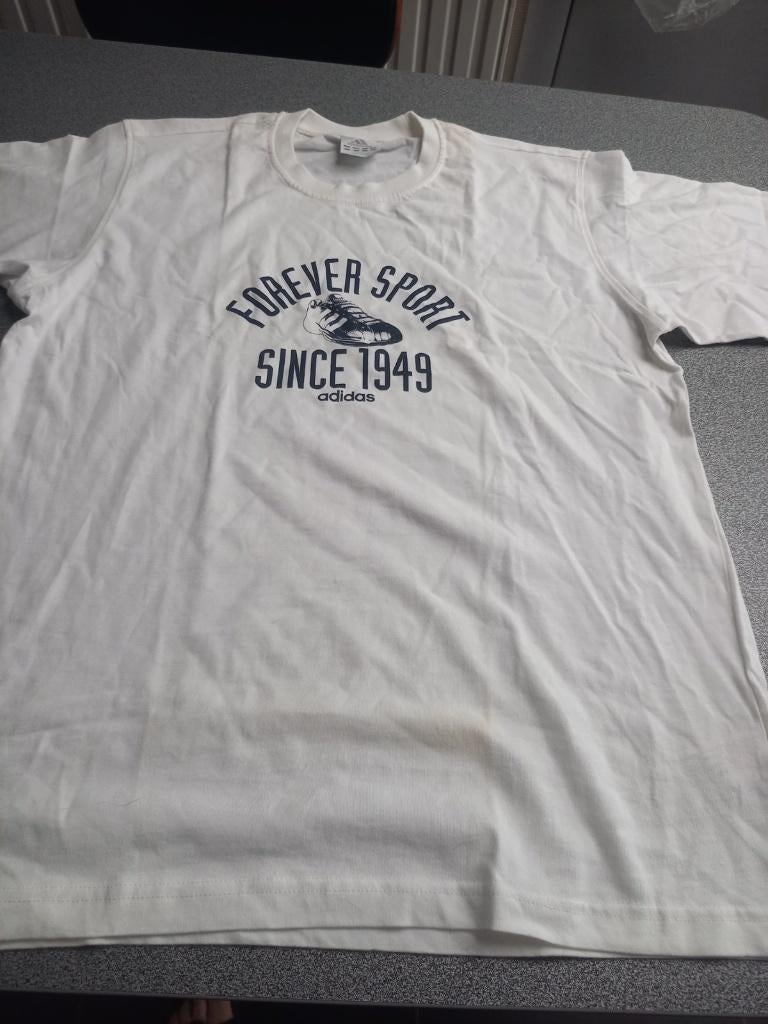 FOREVER SPORT
SINCE 1949
adidas